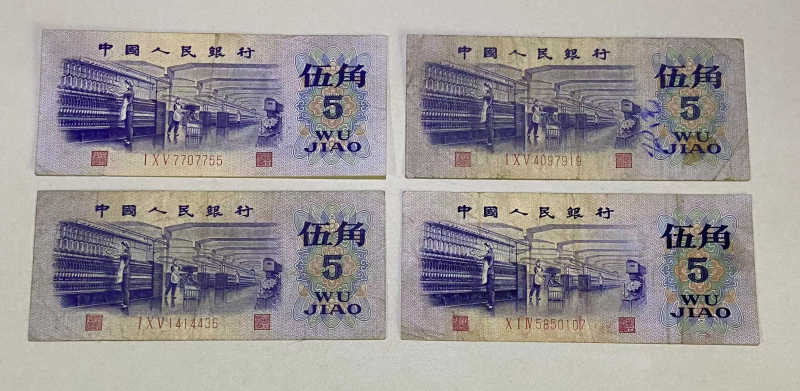 中國人民銀行
伍角
5
WU
JIAO
I X V 7707755
中國人民銀行
伍角
5
WU
JIAO
I X V 4097919
中國人民銀行
伍角
5
WU
JIAO
I X V 1414436
中國人民銀行
伍角
5
WU
JIAO
X I IV 5850107